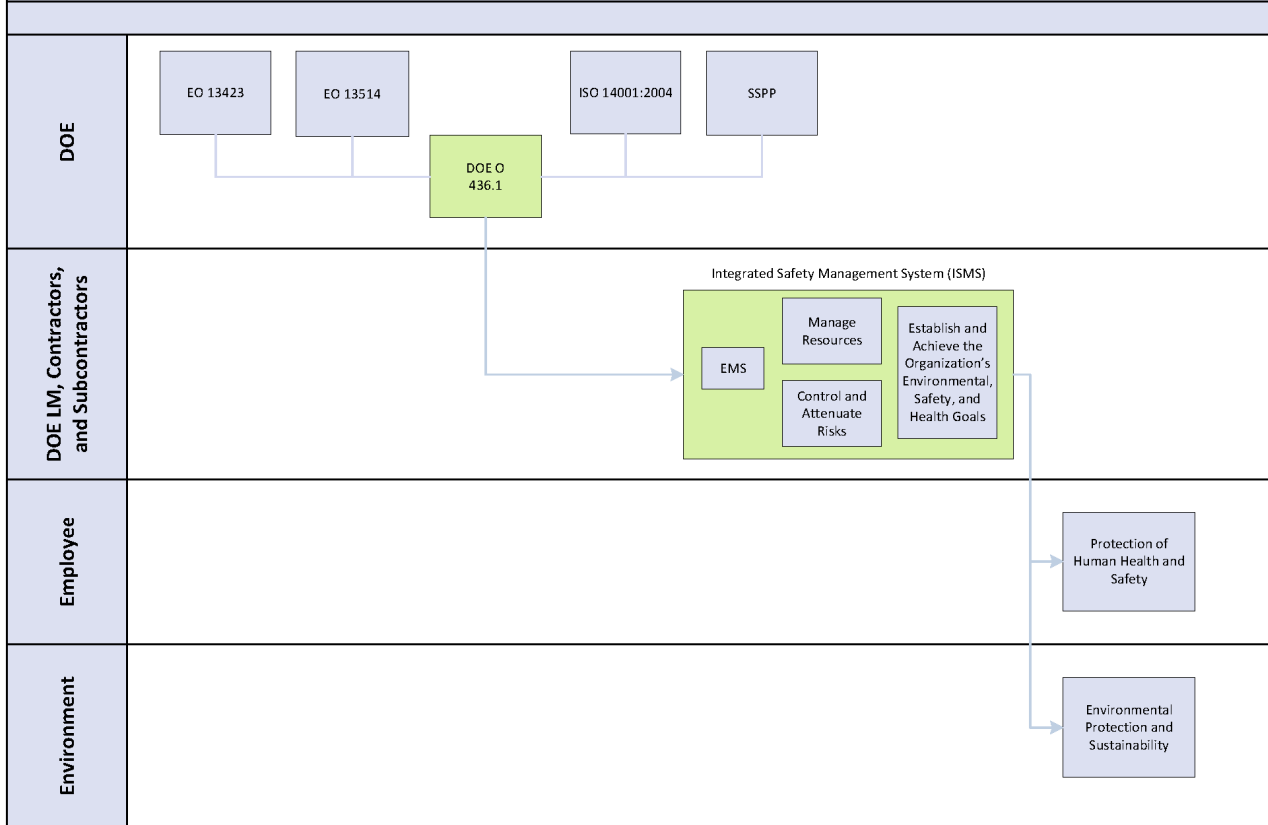 DOE
EO 13423
EO 13514
ISO 14001:2004
SSPP
DOE O
436.1
DOE LM, Contractors,
and Subcontractors
Integrated Safety Management System (ISMS)
EMS
Manage
Resources
Control and
Attenuate
Risks
Establish and
Achieve the
Organization's
Environmental,
Safety, and
Health Goals
Employee
Protection of
Human Health and
Safety
Environment
Environmental
Protection and
Sustainability